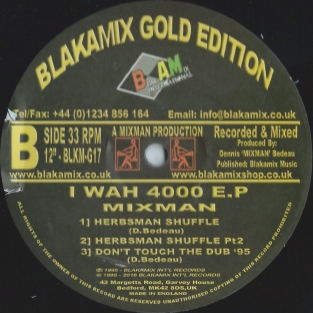 BLAKAMIX GOLD EDITION
BAM
INTERNATIONAL
Tel/Fax: +44 (0)1234 856 164
Email: info@blakamix.co.uk
B
SIDE 33 RPM
12" - BLKM-G17
A MIXMAN PRODUCTION
Recorded & Mixed
Produced By:
Dennis 'MIXMAN' Bedeau
Published: Blakamix Music
www.blakamix.co.uk
www.blakamixshop.co.uk
I WAH 4000 E.P
MIXMAN
1] HERBSMAN SHUFFLE
(D.Bedeau)
2] HERBSMAN SHUFFLE Pt2
3] DON'T TOUCH THE DUB '95
(D.Bedeau)
℗ 1995 - BLAKAMIX INT'L RECORDS
© 1995 - 2016 BLAKAMIX INT'L RECORDS
42 Margetts Road, Garvey House
Bedford, MK42 8DS, UK
MADE IN ENGLAND
ALL RIGHTS OF THE OWNER OF THIS RECORD ARE RESERVED UNAUTHORISED COPYING OF THIS RECORD IS PROHIBITED